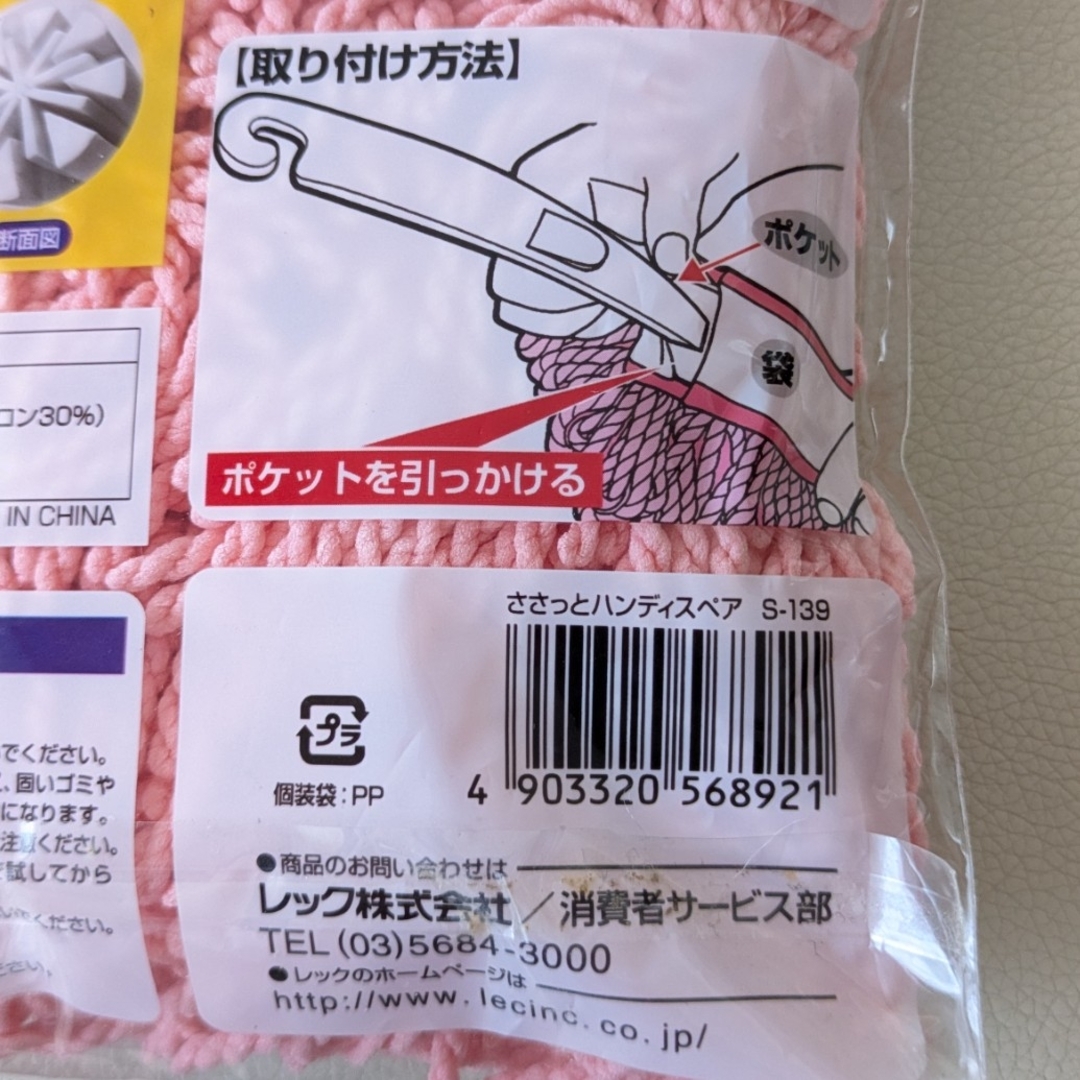 【取り付け方法】
ポケット
袋
ポケットを引っかける
断面図
コン30%）
IN CHINA
でください。
、固いゴミや
になります。
注意ください。
試してから
ください。
ささっとハンディスペア S-139
プラ
個装袋：PP
4 903320 568921
●商品のお問い合わせは
レック株式会社／消費者サービス部
TEL (03)5684-3000
●レックのホームページは
http://www.lecinc.co.jp/